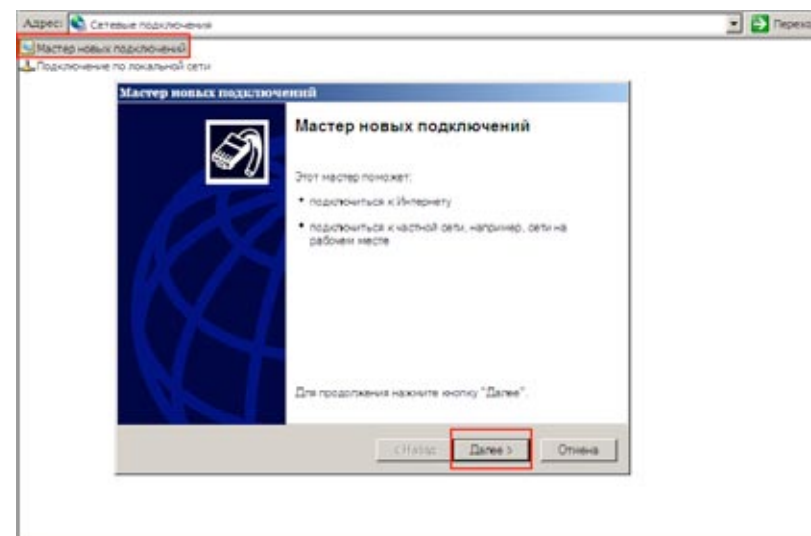 Адрес: Сетевые подключения Перехо
Мастер новых подключений
Подключение по локальной сети
Мастер новых подключений
Мастер новых подключений
Этот мастер поможет:
• подключиться к Интернету
• подключиться к частной сети, например, сети на
рабочем месте
Для продолжения нажмите кнопку "Далее".
< Назад Далее > Отмена